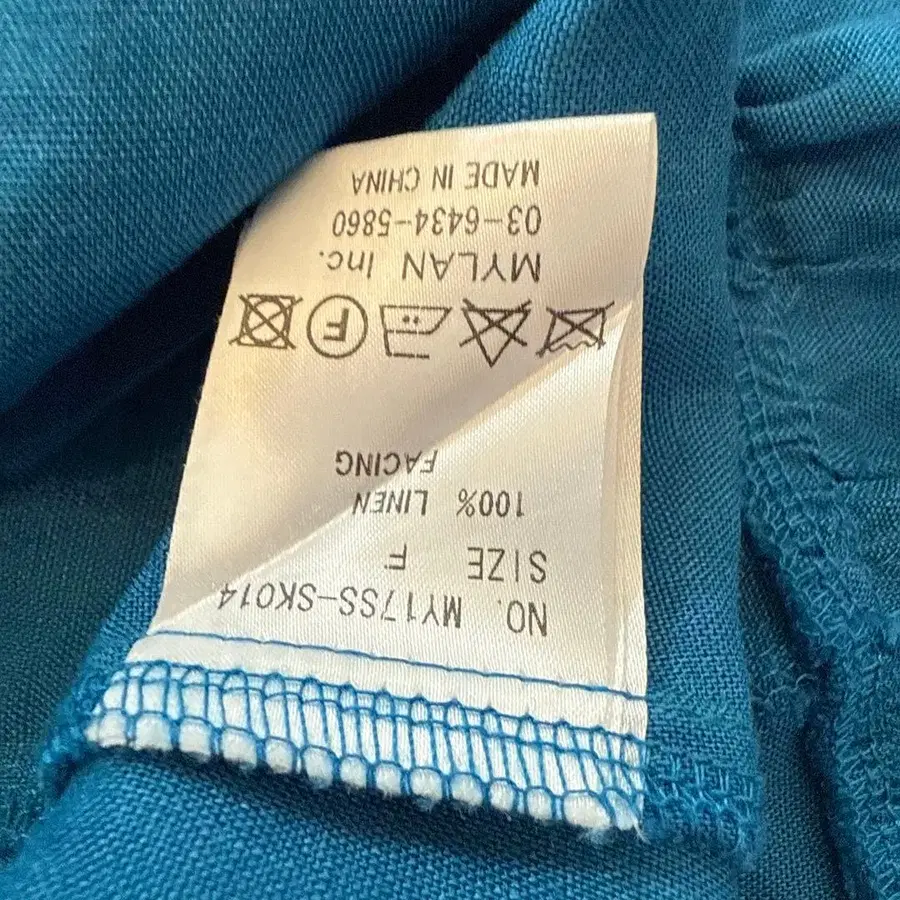 NO. MY17SS-SK014
SIZE F
100% LINEN
FACING
F
MYLAN Inc.
03-6434-5860
MADE IN CHINA